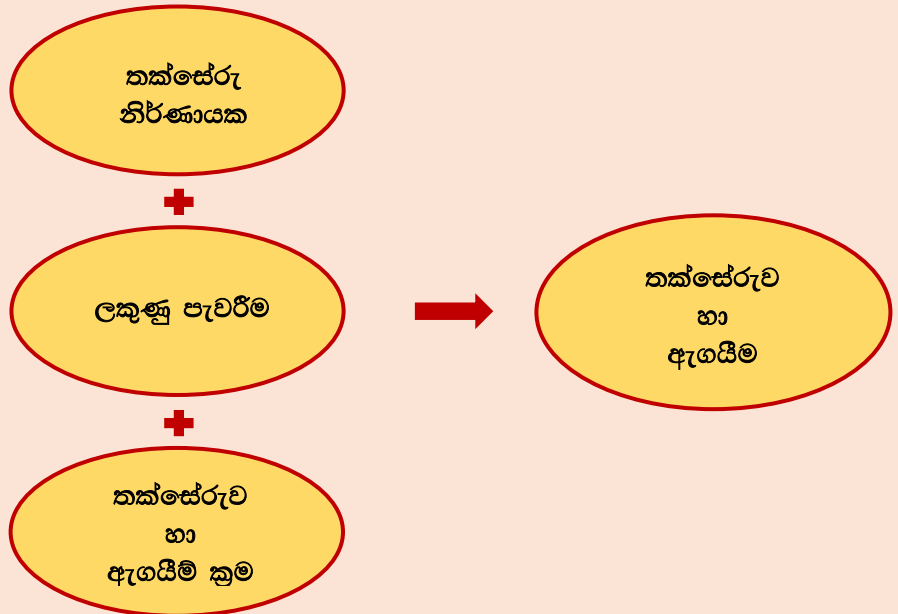 තක්සේරු
නිර්ණායක
ලකුණු පැවරීම
තක්සේරුව
හා
ඇගයීම් ක්‍රම
තක්සේරුව
හා
ඇගයීම